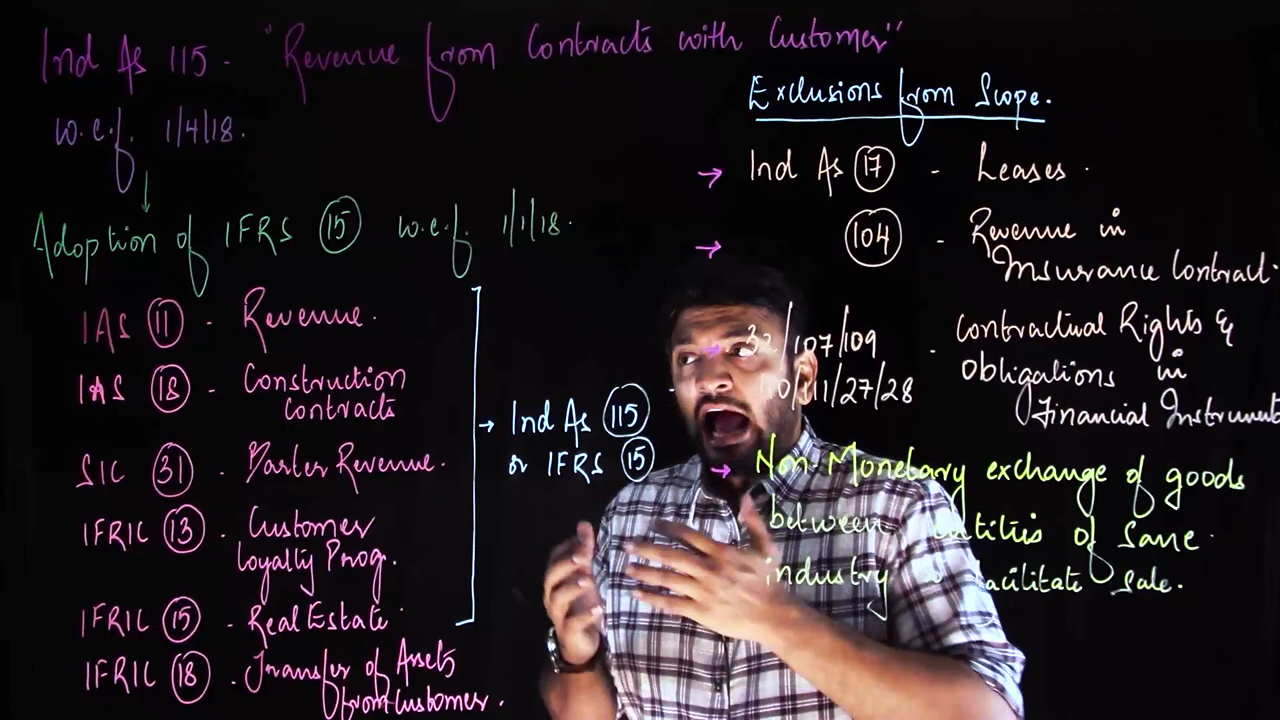 Ind As 115 - "Revenue from Contracts with Customer"
w.e.f. 1/4/18.
Adoption of IFRS 15 w.e.f. 1/1/18.
IAS 11 - Revenue.
IAS 18 - Construction
contracts
SIC 31 - Barter Revenue.
IFRIC 13 - Customer
Loyalty Prog.
IFRIC 15 - Real Estate
IFRIC 18 - Transfer of Assets
from Customer.
→ Ind As 115
or IFRS 15
Exclusions from Scope.
→ Ind As 17 - Leases.
→ 104 - Revenue in
Insurance Contract.
→ 32/107/109 - Contractual Rights &
/27/28 Obligations in
Financial Instrument
→ Non Monetary exchange of goods
between entities of Same
industry facilitate Sale.